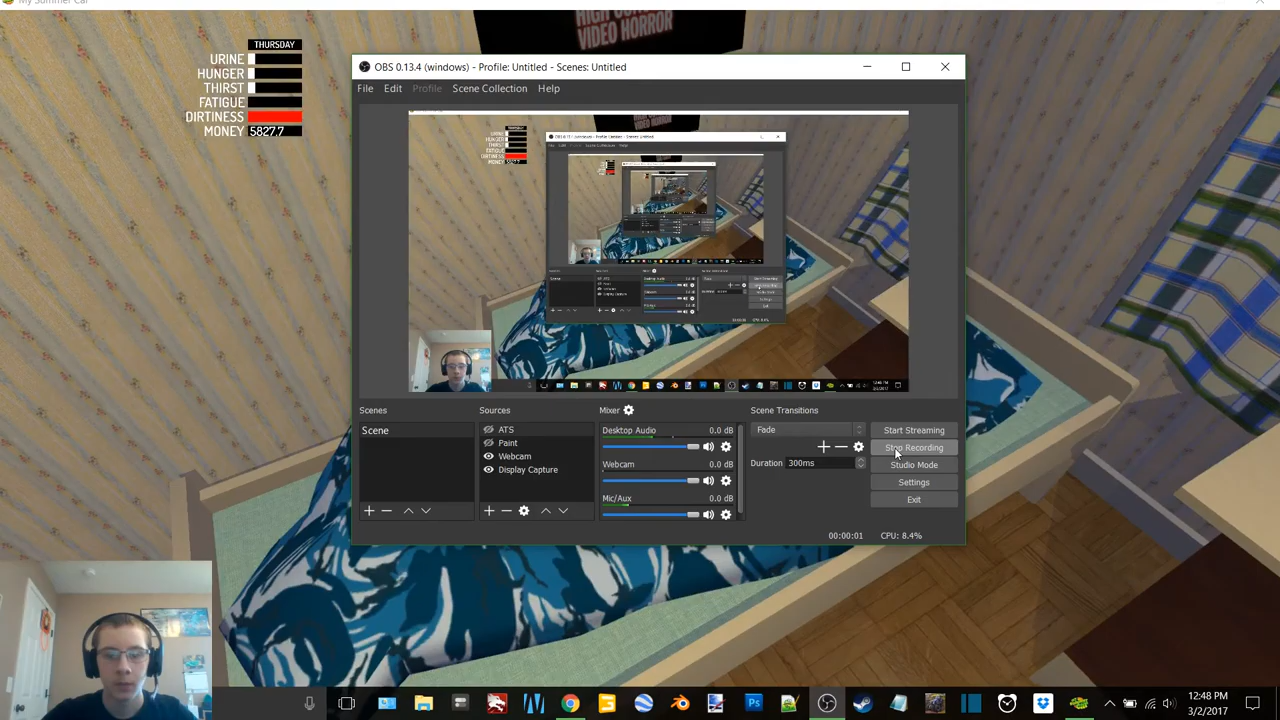 My Summer Car
HIGH
VIDEO HORROR
THURSDAY
URINE
HUNGER
THIRST
FATIGUE
DIRTINESS
MONEY 5827.7
OBS 0.13.4 (windows) - Profile: Untitled - Scenes: Untitled
File Edit Profile Scene Collection Help
Scenes
Scene
Sources
ATS
Paint
Webcam
Display Capture
Mixer
Desktop Audio 0.0 dB
Webcam 0.0 dB
Mic/Aux 0.0 dB
Scene Transitions
Fade
Duration 300ms
Start Streaming
Stop Recording
Studio Mode
Settings
Exit
00:00:01 CPU: 8.4%
12:48 PM
3/2/2017